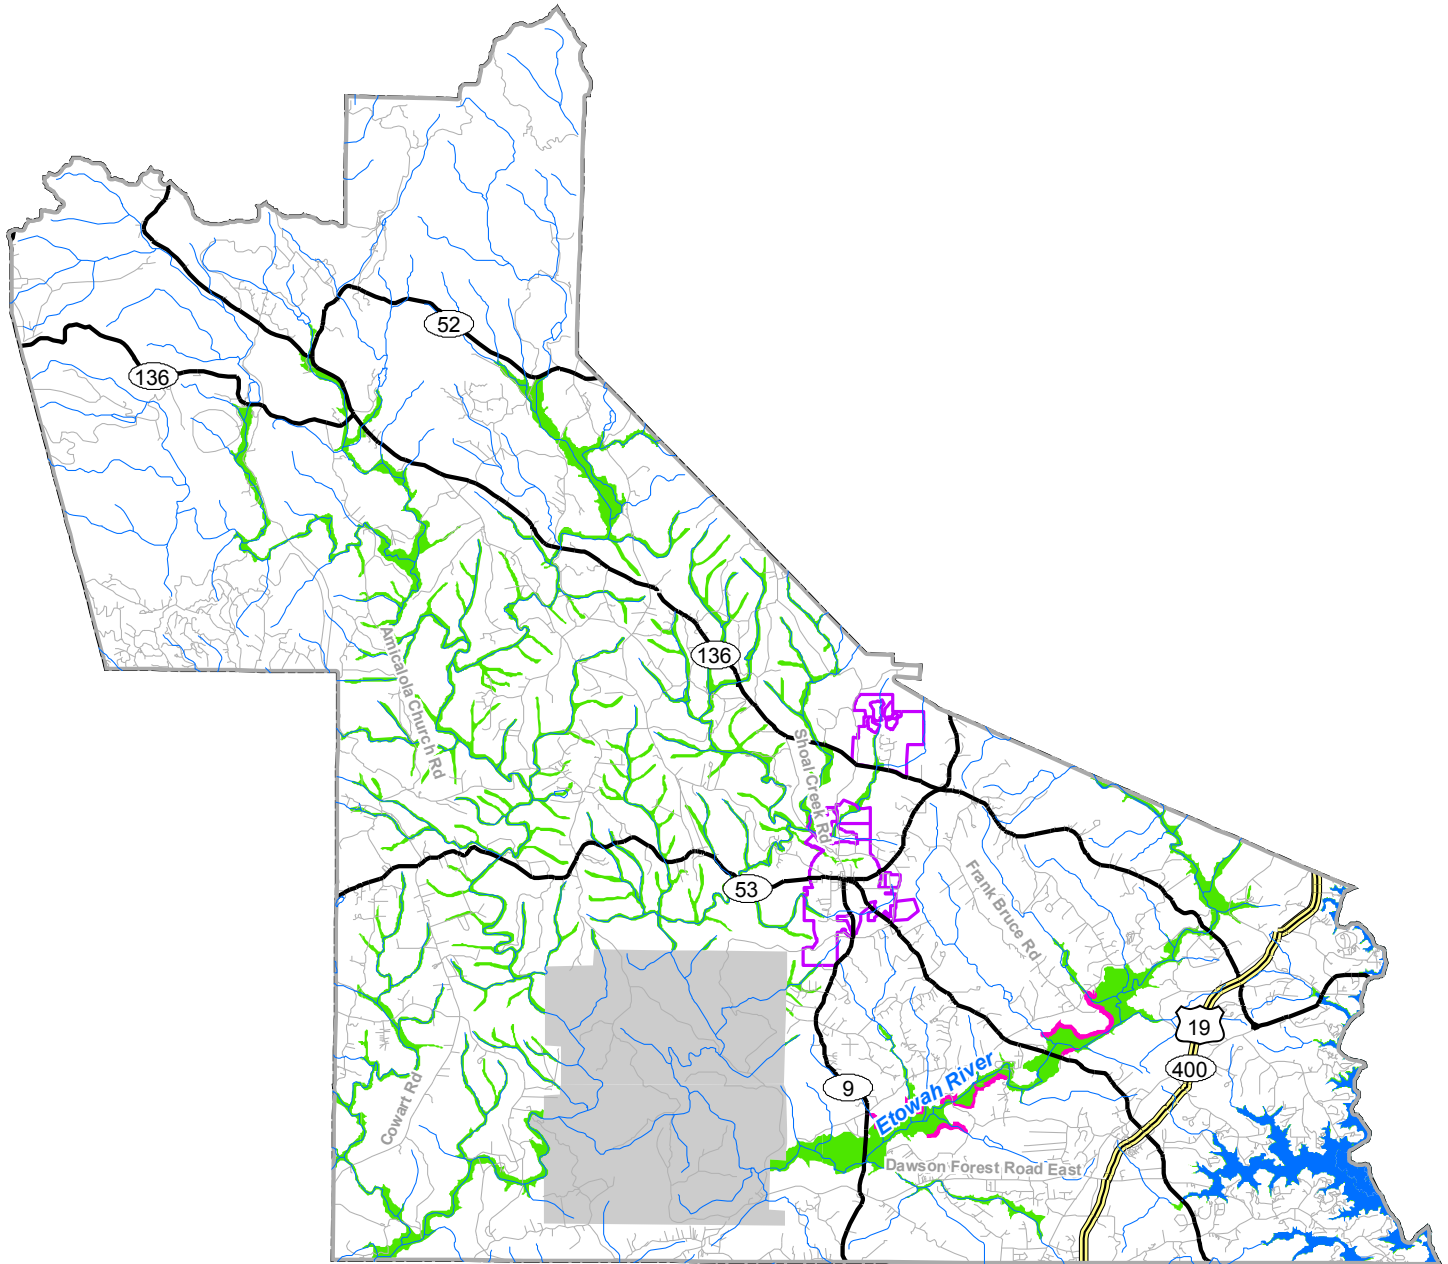 52
136
136
Amicalola Church Rd
Shoal Creek Rd
53
Frank Bruce Rd
19
400
Etowah River
9
Cowart Rd
Dawson Forest Road East